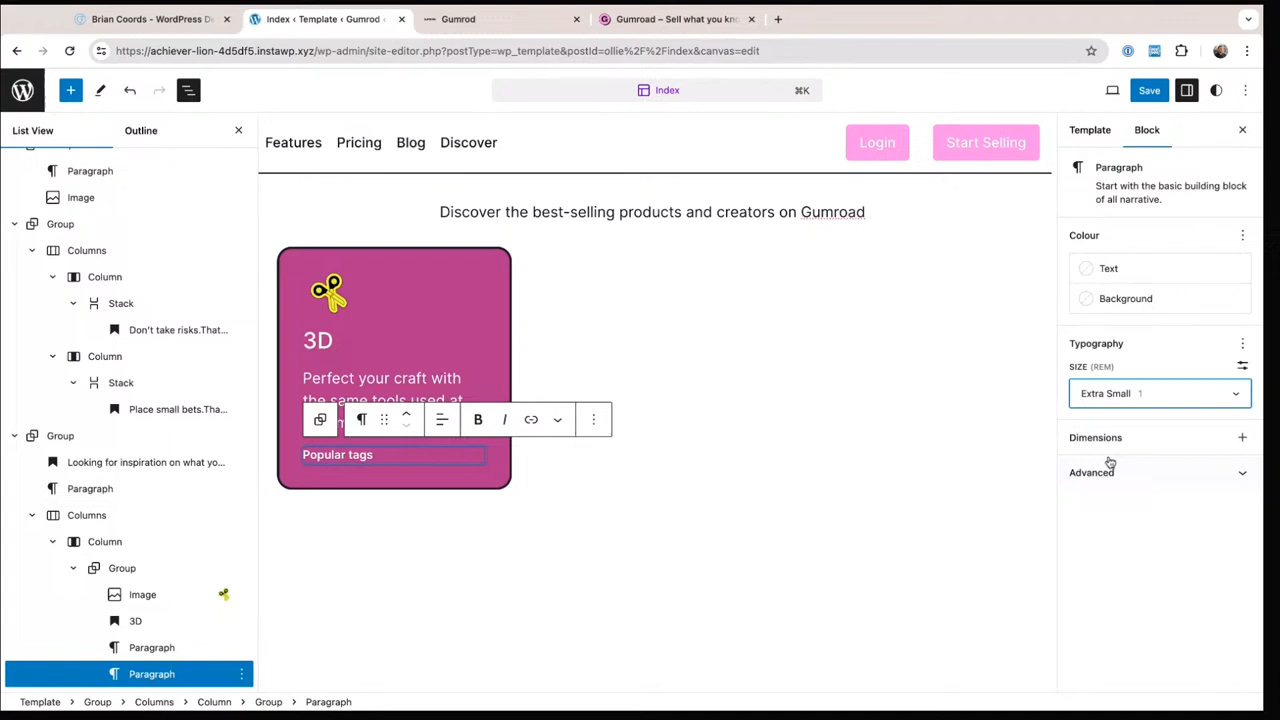 Brian Coords - WordPress De
Index ‹ Template ‹ Gumrod
Gumrod
Gumroad – Sell what you kno
https://achiever-lion-4d5df5.instawp.xyz/wp-admin/site-editor.php?postType=wp_template&postId=ollie%2F%2Findex&canvas=edit
Index
⌘K
Save
List View
Outline
Paragraph
Image
Group
Columns
Column
Stack
Don't take risks.That...
Column
Stack
Place small bets.Tha...
Group
Looking for inspiration on what yo...
Paragraph
Columns
Column
Group
Image
3D
Paragraph
Paragraph
Features Pricing Blog Discover
Login
Start Selling
Discover the best-selling products and creators on Gumroad
3D
Perfect your craft with
the same tools used at
B I
Popular tags
Template
Block
Paragraph
Start with the basic building block
of all narrative.
Colour
Text
Background
Typography
SIZE (REM)
Extra Small 1
Dimensions
Advanced
Template › Group › Columns › Column › Group › Paragraph